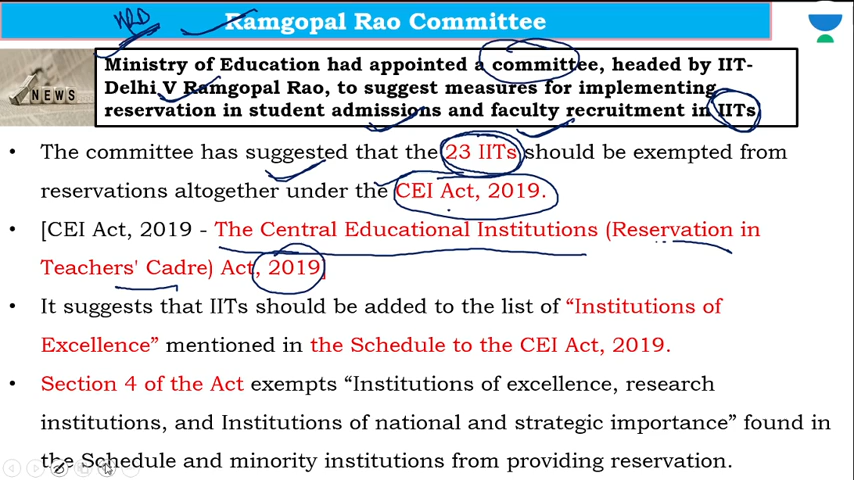 MRD
Ramgopal Rao Committee
NEWS
Ministry of Education had appointed a committee, headed by IIT-
Delhi V Ramgopal Rao, to suggest measures for implementing
reservation in student admissions and faculty recruitment in IITs
• The committee has suggested that the 23 IITs should be exempted from
reservations altogether under the CEI Act, 2019.
• [CEI Act, 2019 - The Central Educational Institutions (Reservation in
Teachers' Cadre) Act, 2019]
• It suggests that IITs should be added to the list of “Institutions of
Excellence” mentioned in the Schedule to the CEI Act, 2019.
• Section 4 of the Act exempts “Institutions of excellence, research
institutions, and Institutions of national and strategic importance” found in
the Schedule and minority institutions from providing reservation.